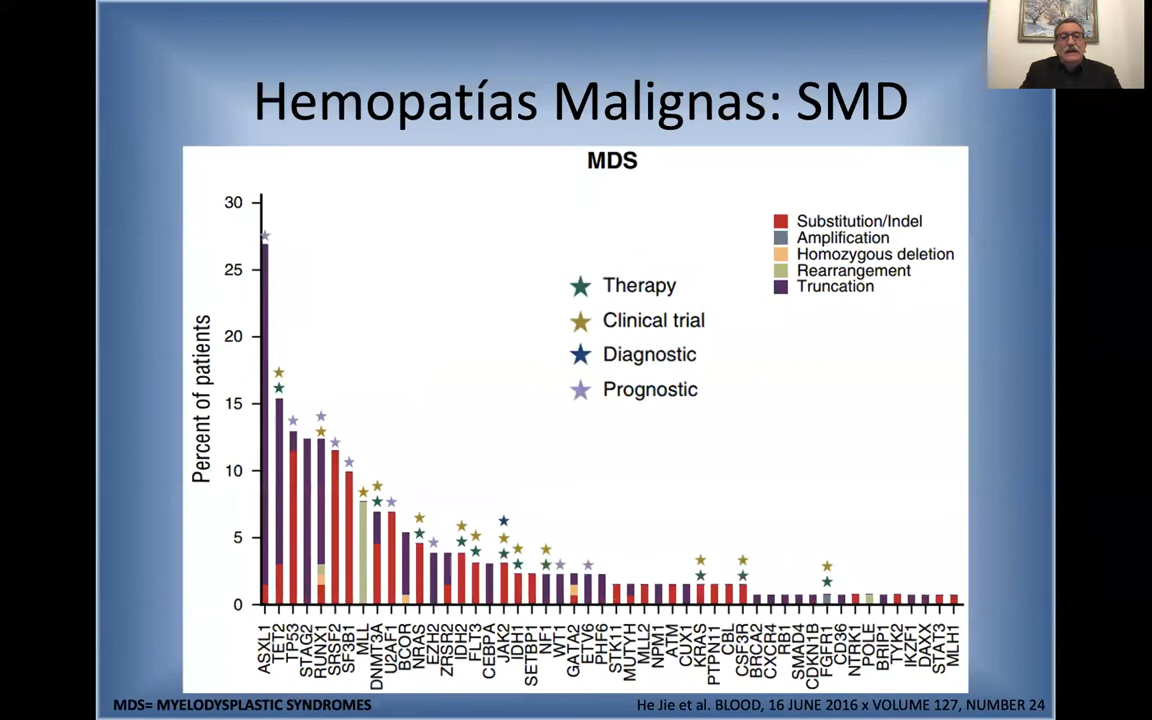 Hemopatías Malignas: SMD
MDS
Percent of patients
30
25
20
15
10
5
0
Substitution/Indel
Amplification
Homozygous deletion
Rearrangement
Truncation
Therapy
Clinical trial
Diagnostic
Prognostic
ASXL1
TET2
TP53
STAG2
RUNX1
SRSF2
SF3B1
MLL
DNMT3A
U2AF1
BCOR
NRAS
EZH2
ZRSR2
IDH2
FLT3
CEBPA
JAK2
IDH1
SETBP1
NF1
WT1
GATA2
ETV6
PHF6
STK11
MUTYH
MLL2
NPM1
ATM
CUX1
KRAS
PTPN11
CBL
CSF3R
RB1
BRCA2
CXCR4
SMAD4
CDKN1B
FGFR1
CD36
NTRK1
POLE
BRIP1
TYK2
IKZF1
DAXX
STAT3
MLH1
MDS= MYELODYSPLASTIC SYNDROMES
He Jie et al. BLOOD, 16 JUNE 2016 x VOLUME 127, NUMBER 24